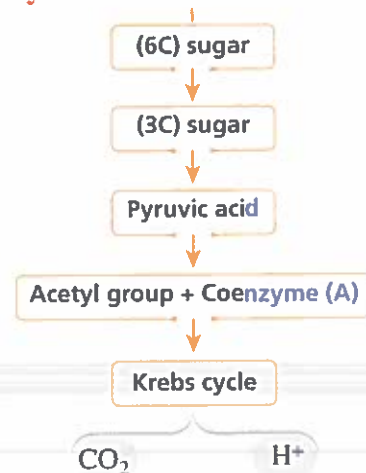 (6C) sugar
(3C) sugar
Pyruvic acid
Acetyl group + Coenzyme (A)
Krebs cycle
CO₂ H⁺